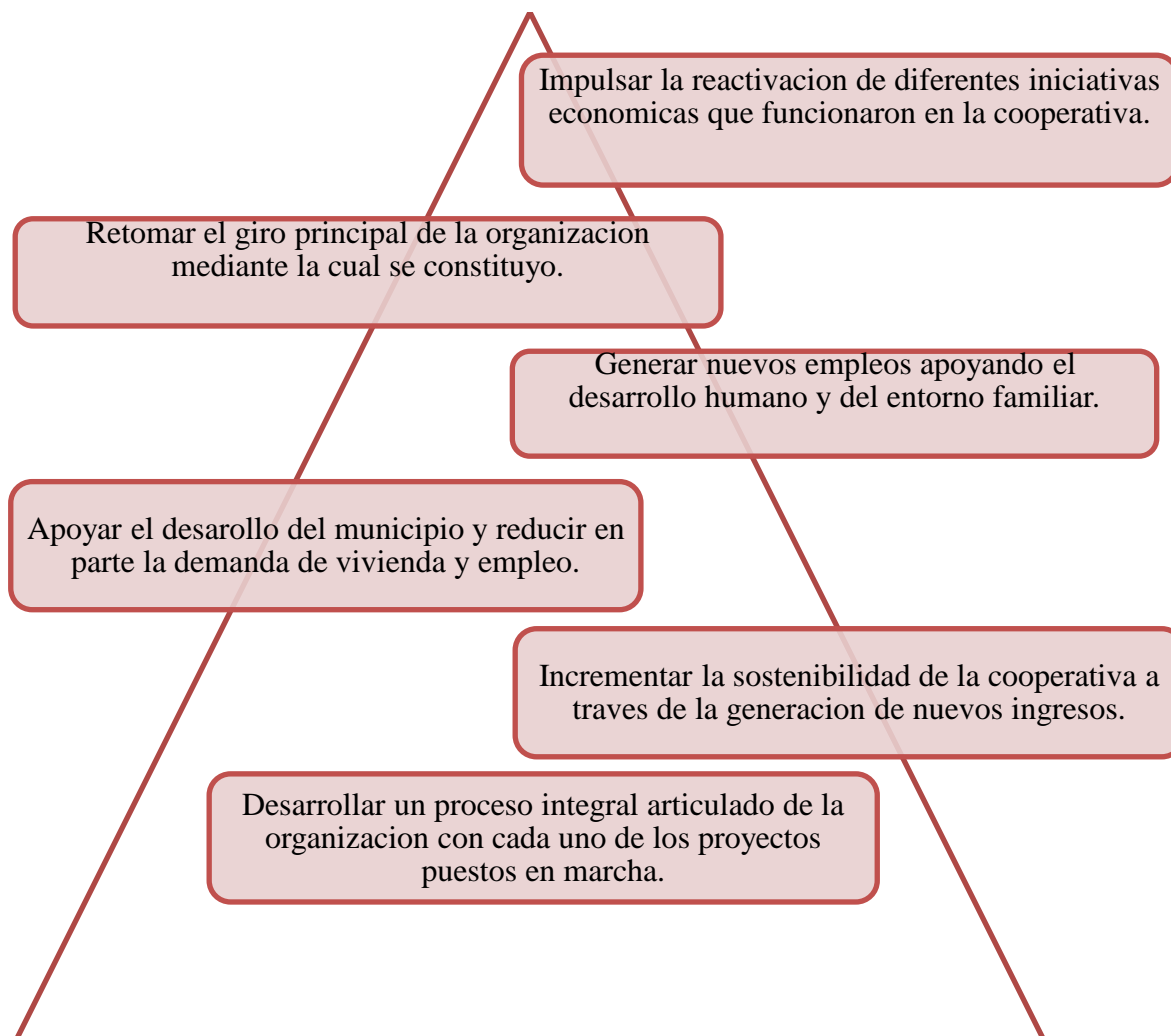 Impulsar la reactivacion de diferentes iniciativas
economicas que funcionaron en la cooperativa.
Retomar el giro principal de la organizacion
mediante la cual se constituyo.
Generar nuevos empleos apoyando el
desarrollo humano y del entorno familiar.
Apoyar el desarollo del municipio y reducir en
parte la demanda de vivienda y empleo.
Incrementar la sostenibilidad de la cooperativa a
traves de la generacion de nuevos ingresos.
Desarrollar un proceso integral articulado de la
organizacion con cada uno de los proyectos
puestos en marcha.